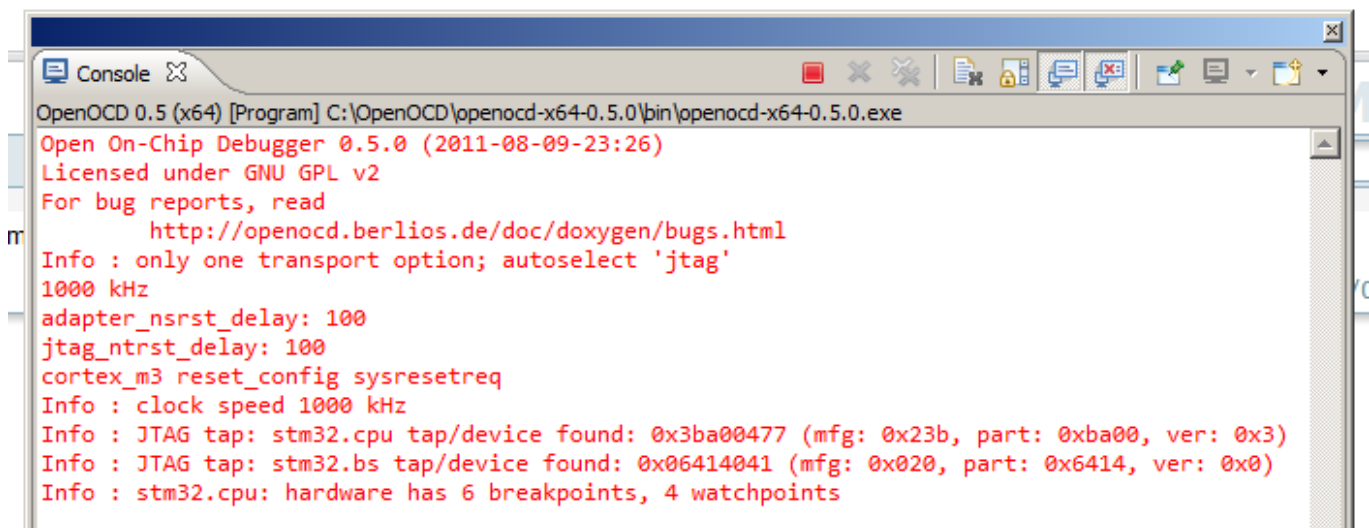 Console
OpenOCD 0.5 (x64) [Program] C:\OpenOCD\openocd-x64-0.5.0\bin\openocd-x64-0.5.0.exe
Open On-Chip Debugger 0.5.0 (2011-08-09-23:26)
Licensed under GNU GPL v2
For bug reports, read
        http://openocd.berlios.de/doc/doxygen/bugs.html
Info : only one transport option; autoselect 'jtag'
1000 kHz
adapter_nsrst_delay: 100
jtag_ntrst_delay: 100
cortex_m3 reset_config sysresetreq
Info : clock speed 1000 kHz
Info : JTAG tap: stm32.cpu tap/device found: 0x3ba00477 (mfg: 0x23b, part: 0xba00, ver: 0x3)
Info : JTAG tap: stm32.bs tap/device found: 0x06414041 (mfg: 0x020, part: 0x6414, ver: 0x0)
Info : stm32.cpu: hardware has 6 breakpoints, 4 watchpoints